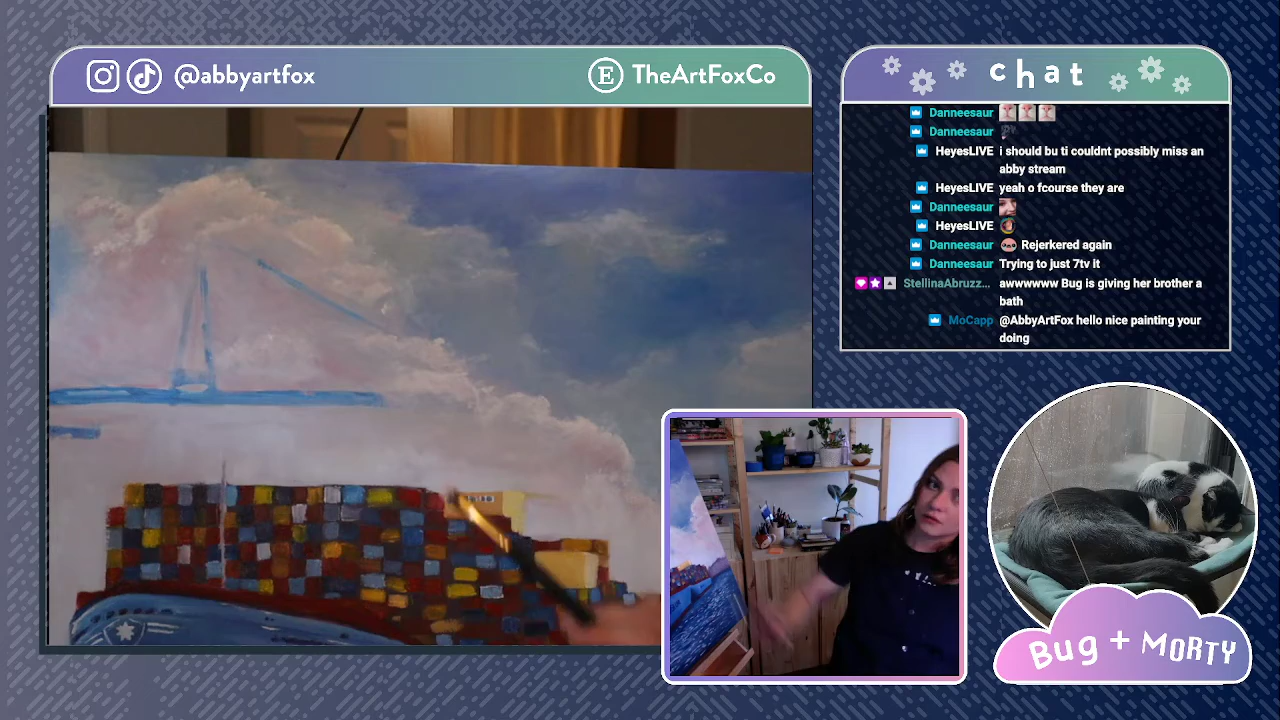 @abbyartfox
E TheArtFoxCo
chat
Danneesaur
Danneesaur
HeyesLIVE i should bu ti couldnt possibly miss an
abby stream
HeyesLIVE yeah o fcourse they are
Danneesaur
HeyesLIVE
Danneesaur Rejerkered again
Danneesaur Trying to just 7tv it
StellinaAbruzz... awwwwww Bug is giving her brother a
bath
MoCapp @AbbyArtFox hello nice painting your
doing
Bug + MORTY